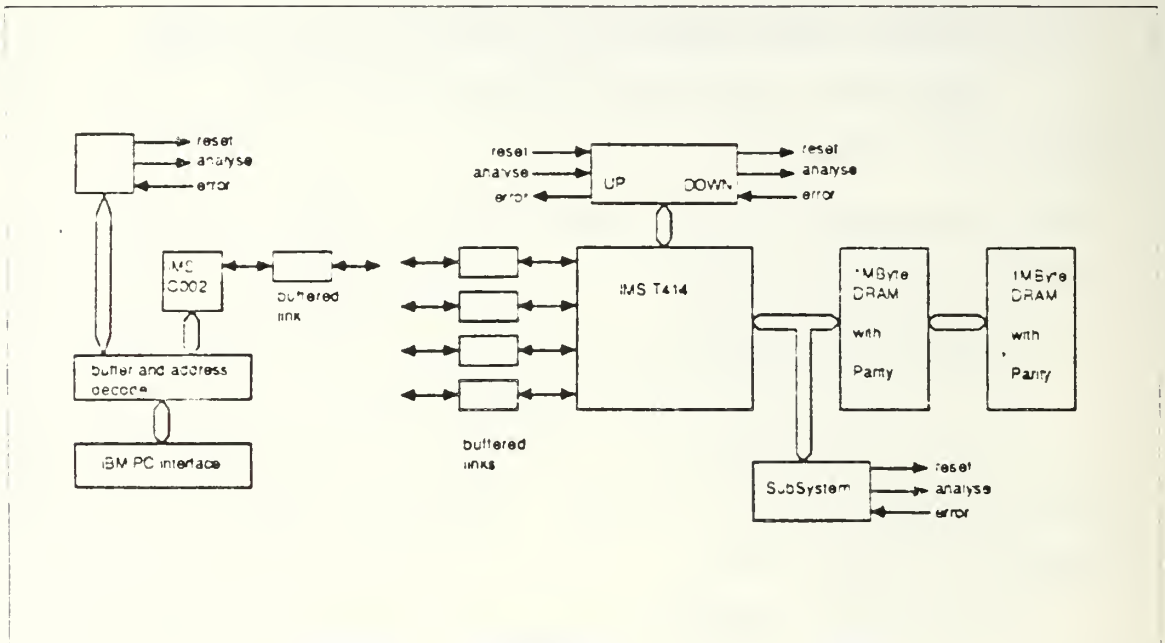 reset
analyse
error
reset
analyse
error
UP
DOWN
reset
analyse
error
IMS
C002
buffered
link
buffer and address
decode
IBM PC interface
buffered
links
IMS T414
1MByte
DRAM
with
Parity
1MByte
DRAM
with
Parity
SubSystem
reset
analyse
error